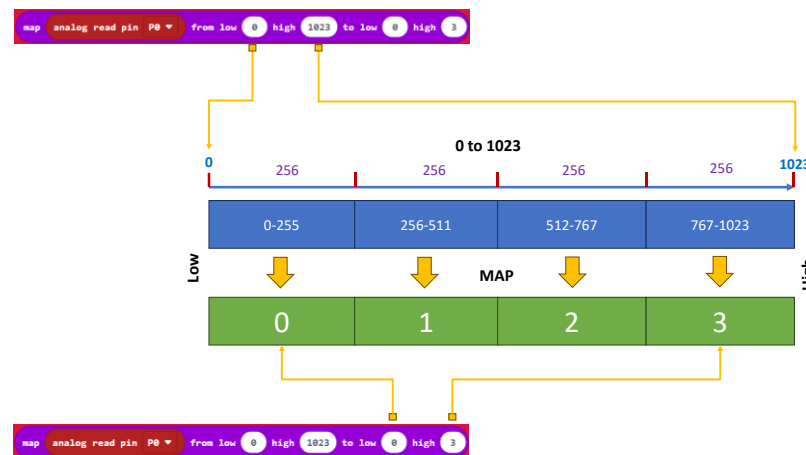 map analog read pin P0 from low 0 high 1023 to low 0 high 3
0 to 1023
0 256 256 256 256 1023
0-255 256-511 512-767 767-1023
Low MAP High
0 1 2 3
map analog read pin P0 from low 0 high 1023 to low 0 high 3